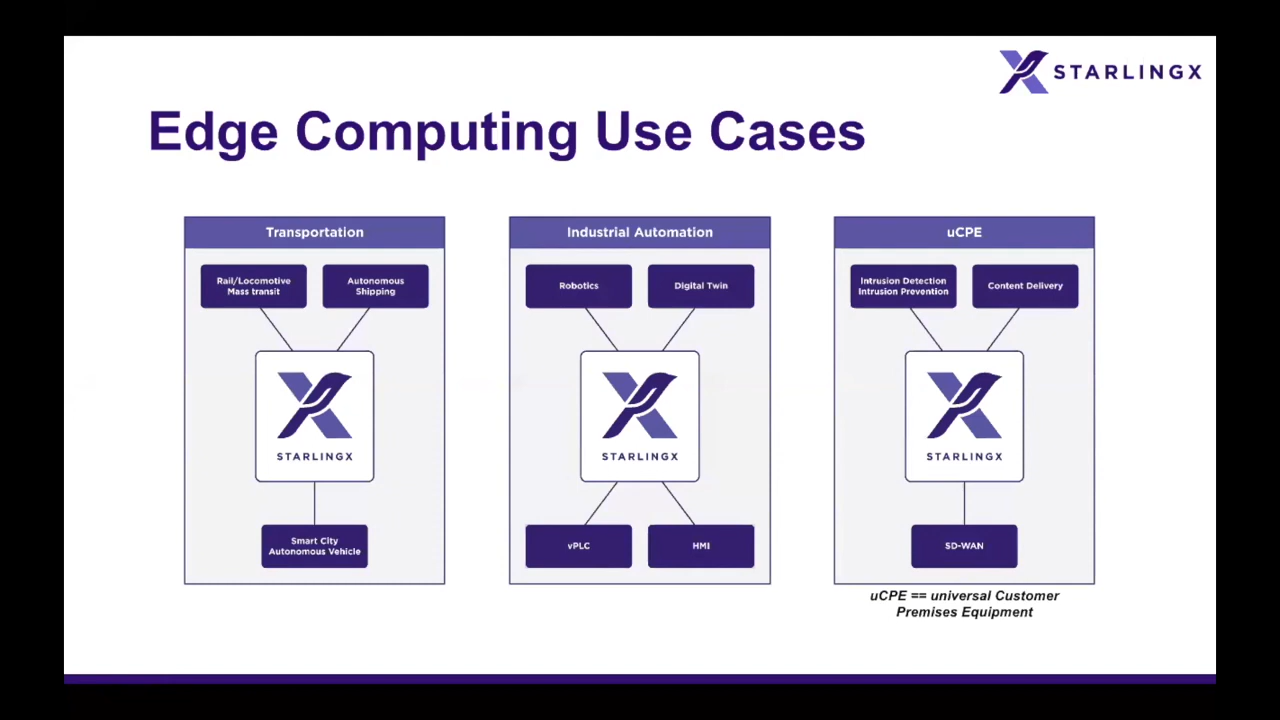 STARLINGX
Edge Computing Use Cases
Transportation
Rail/Locomotive
Mass transit
Autonomous
Shipping
STARLINGX
Smart City
Autonomous Vehicle
Industrial Automation
Robotics
Digital Twin
STARLINGX
vPLC
HMI
uCPE
Intrusion Detection
Intrusion Prevention
Content Delivery
STARLINGX
SD-WAN
uCPE == universal Customer
Premises Equipment